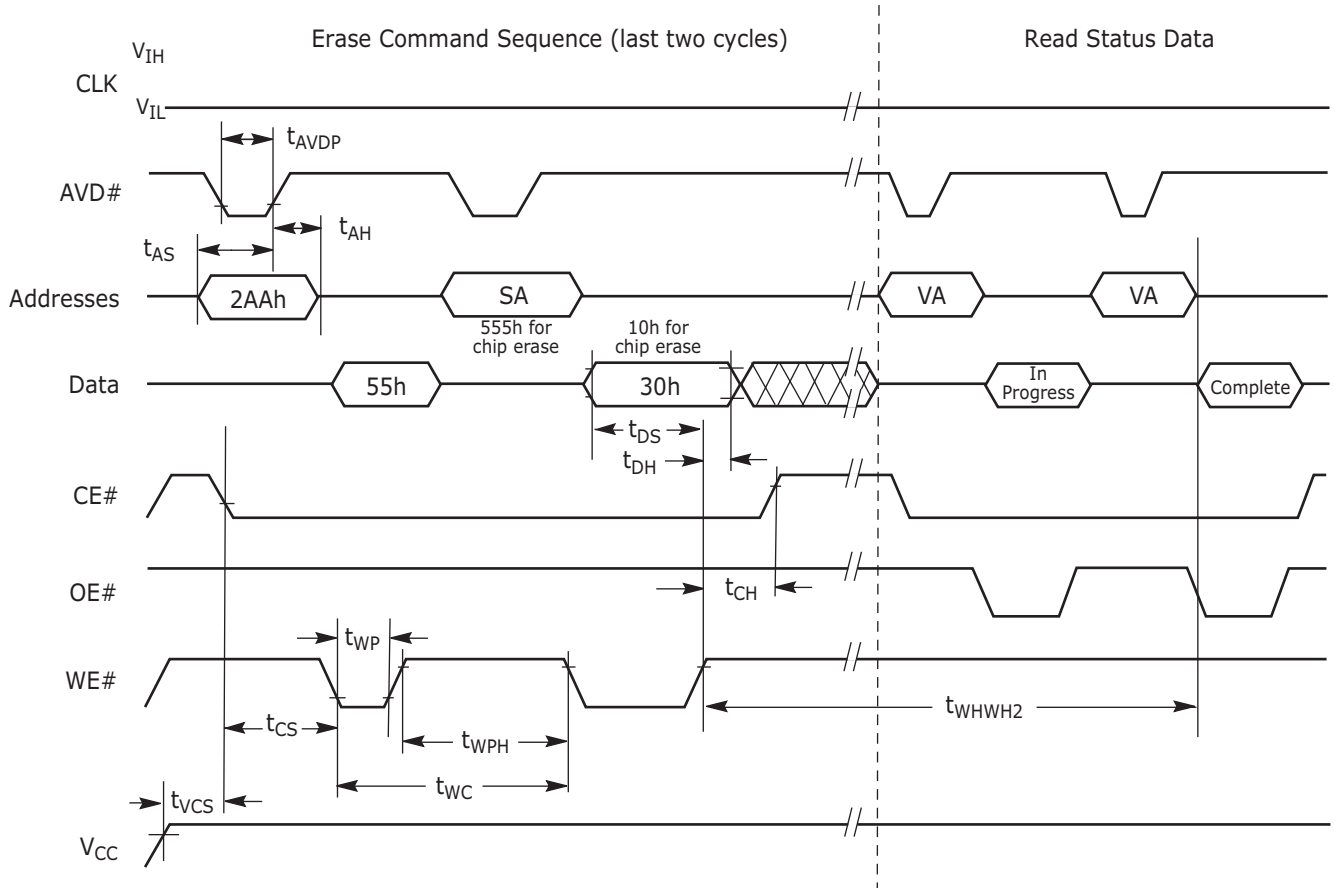 Erase Command Sequence (last two cycles)
Read Status Data
VIH
CLK
VIL
tAVDP
AVD#
tAH
tAS
Addresses
2AAh
SA
VA
VA
555h for
chip erase
10h for
chip erase
Data
55h
30h
In
Progress
Complete
tDS
tDH
CE#
OE#
tCH
tWP
WE#
tCS
tWPH
tWHWH2
tWC
tVCS
VCC